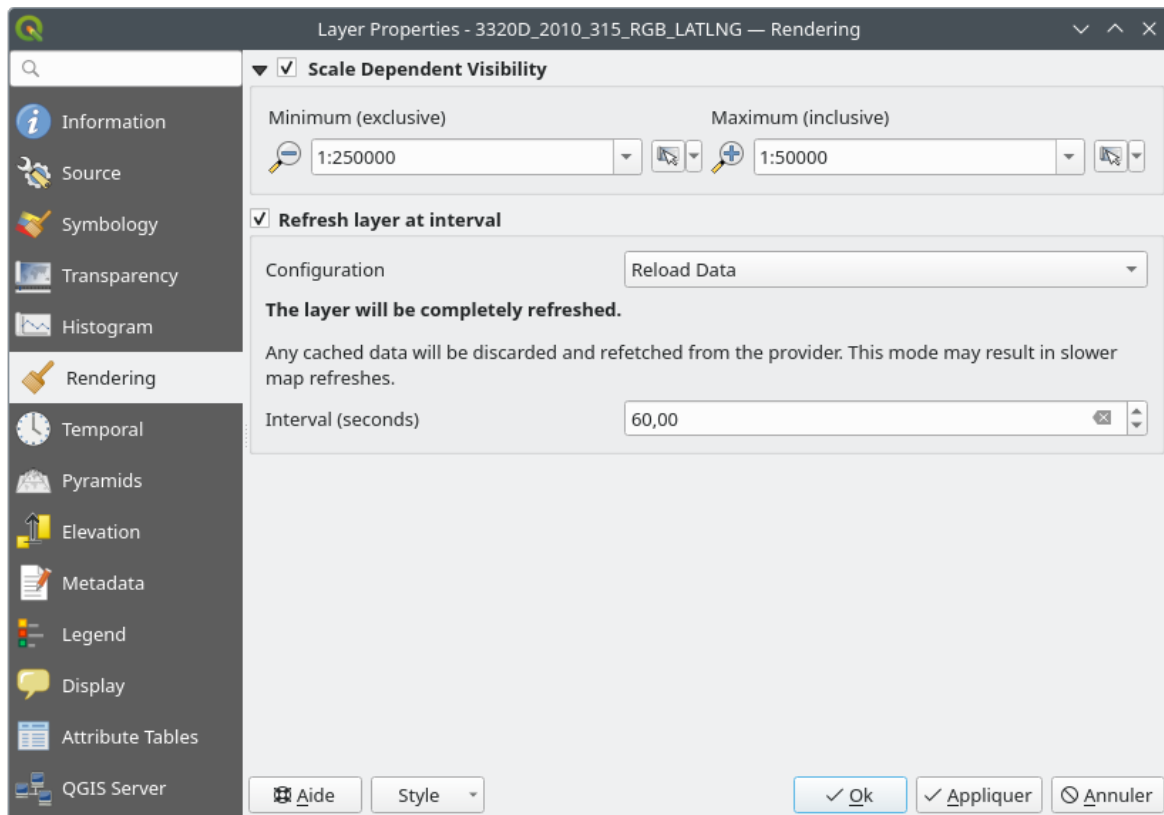 Layer Properties - 3320D_2010_315_RGB_LATLNG — Rendering
Information
Source
Symbology
Transparency
Histogram
Rendering
Temporal
Pyramids
Elevation
Metadata
Legend
Display
Attribute Tables
QGIS Server
Scale Dependent Visibility
Minimum (exclusive) Maximum (inclusive)
1:250000 1:50000
Refresh layer at interval
Configuration Reload Data
The layer will be completely refreshed.
Any cached data will be discarded and refetched from the provider. This mode may result in slower
map refreshes.
Interval (seconds) 60,00
Aide Style Ok Appliquer Annuler